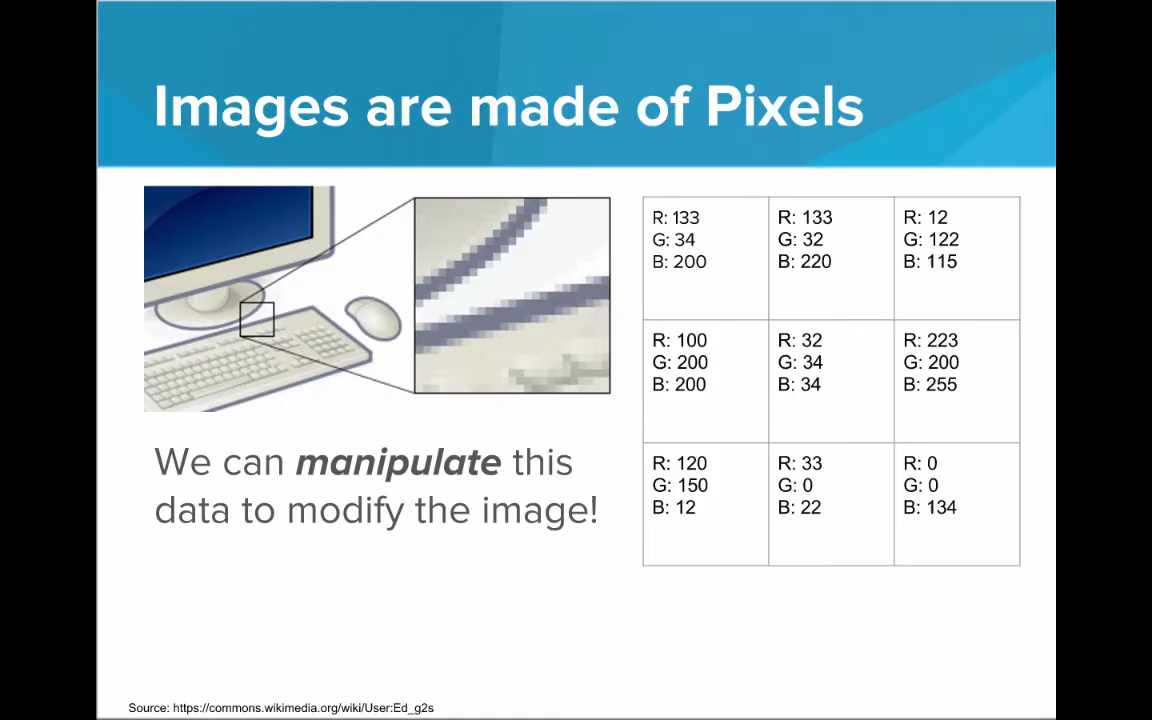 Images are made of Pixels
R: 133
G: 34
B: 200
R: 133
G: 32
B: 220
R: 12
G: 122
B: 115
R: 100
G: 200
B: 200
R: 32
G: 34
B: 34
R: 223
G: 200
B: 255
R: 120
G: 150
B: 12
R: 33
G: 0
B: 22
R: 0
G: 0
B: 134
We can manipulate this
data to modify the image!
Source: https://commons.wikimedia.org/wiki/User:Ed_g2s